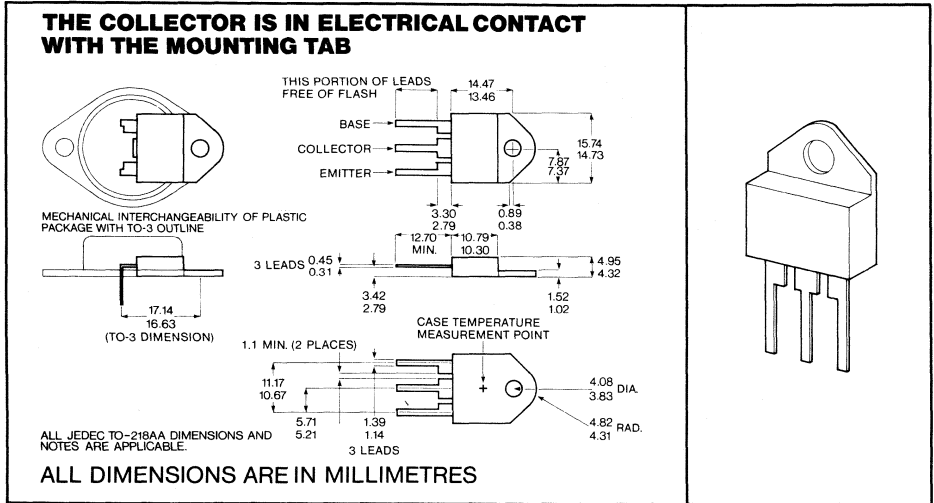 THE COLLECTOR IS IN ELECTRICAL CONTACT
WITH THE MOUNTING TAB
THIS PORTION OF LEADS
FREE OF FLASH
14.47
13.46
BASE
COLLECTOR
EMITTER
15.74
14.73
7.87
7.37
3.30
2.79
0.89
0.38
MECHANICAL INTERCHANGEABILITY OF PLASTIC
PACKAGE WITH TO-3 OUTLINE
12.70
MIN.
10.79
10.30
3 LEADS 0.45
0.31
4.95
4.32
3.42
2.79
1.52
1.02
17.14
16.63
(TO-3 DIMENSION)
CASE TEMPERATURE
MEASUREMENT POINT
1.1 MIN. (2 PLACES)
11.17
10.67
4.08
3.83
DIA.
5.71
5.21
1.39
1.14
3 LEADS
4.82
4.31
RAD.
ALL JEDEC TO-218AA DIMENSIONS AND
NOTES ARE APPLICABLE.
ALL DIMENSIONS ARE IN MILLIMETRES